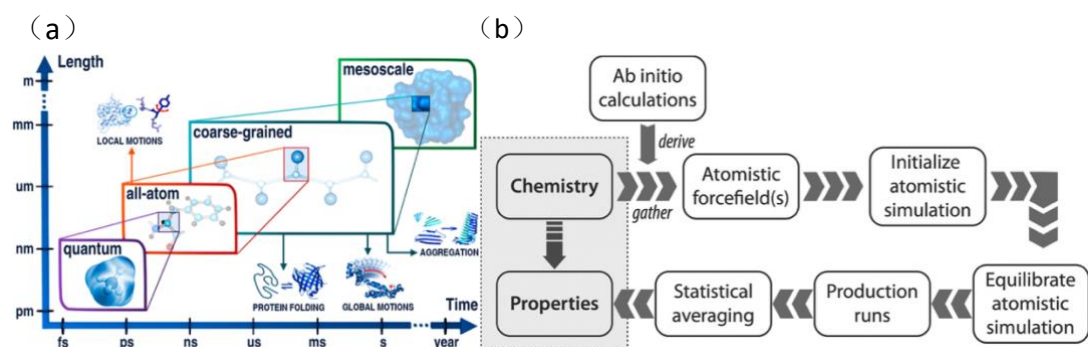 （a）
Length
m
mm
um
nm
pm
mesoscale
LOCAL MOTIONS
coarse-grained
all-atom
quantum
AGGREGATION
PROTEIN FOLDING
GLOBAL MOTIONS
Time
fs
ps
ns
us
ms
s
year
（b）
Ab initio
calculations
derive
Chemistry
gather
Atomistic
forcefield(s)
Initialize
atomistic
simulation
Properties
Statistical
averaging
Production
runs
Equilibrate
atomistic
simulation